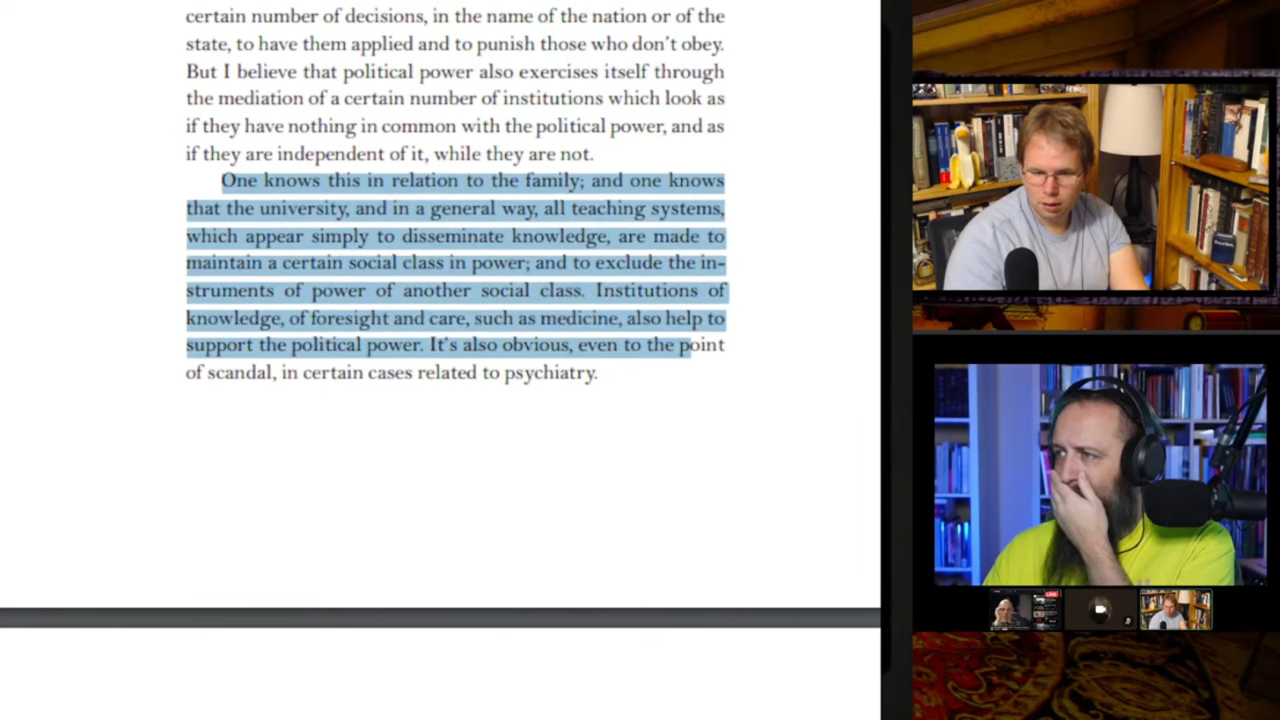 certain number of decisions, in the name of the nation or of the
state, to have them applied and to punish those who don't obey.
But I believe that political power also exercises itself through
the mediation of a certain number of institutions which look as
if they have nothing in common with the political power, and as
if they are independent of it, while they are not.
One knows this in relation to the family; and one knows
that the university, and in a general way, all teaching systems,
which appear simply to disseminate knowledge, are made to
maintain a certain social class in power; and to exclude the in-
struments of power of another social class. Institutions of
knowledge, of foresight and care, such as medicine, also help to
support the political power. It's also obvious, even to the point
of scandal, in certain cases related to psychiatry.
LIVE